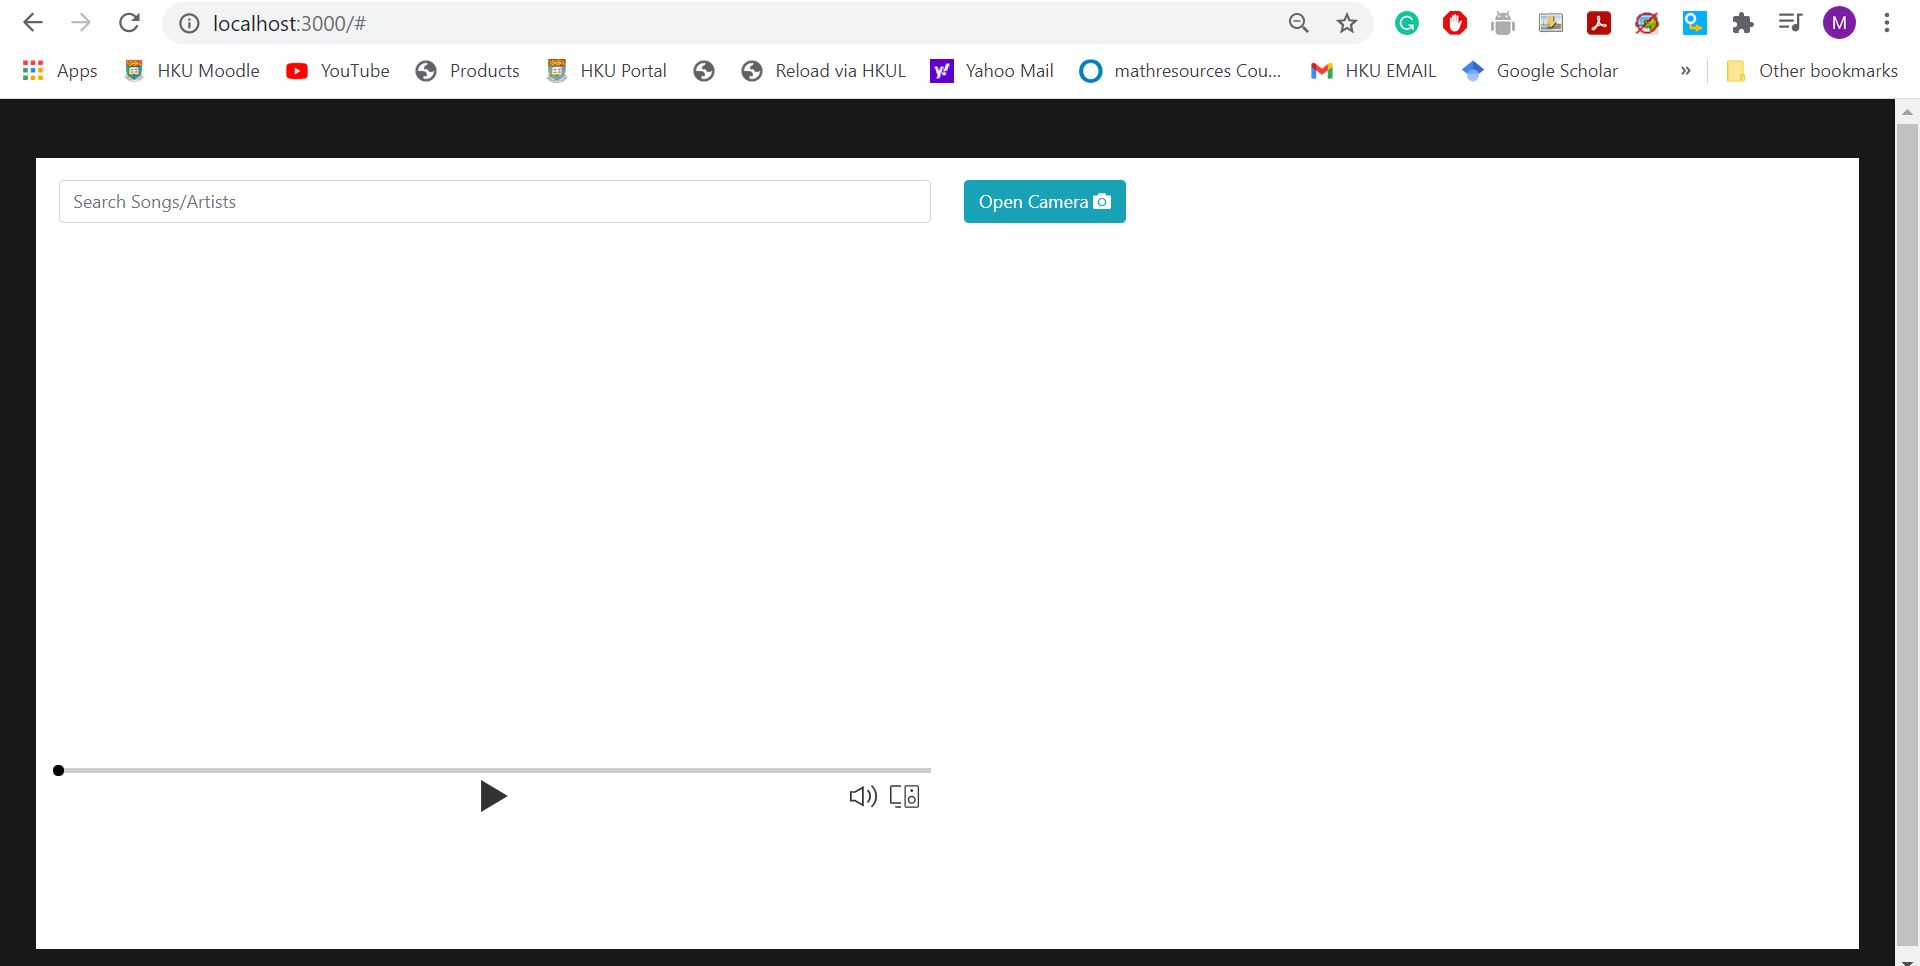 localhost:3000/#
M
Apps HKU Moodle YouTube Products HKU Portal Reload via HKUL Yahoo Mail mathresources Cou... HKU EMAIL Google Scholar » Other bookmarks
Search Songs/Artists Open Camera